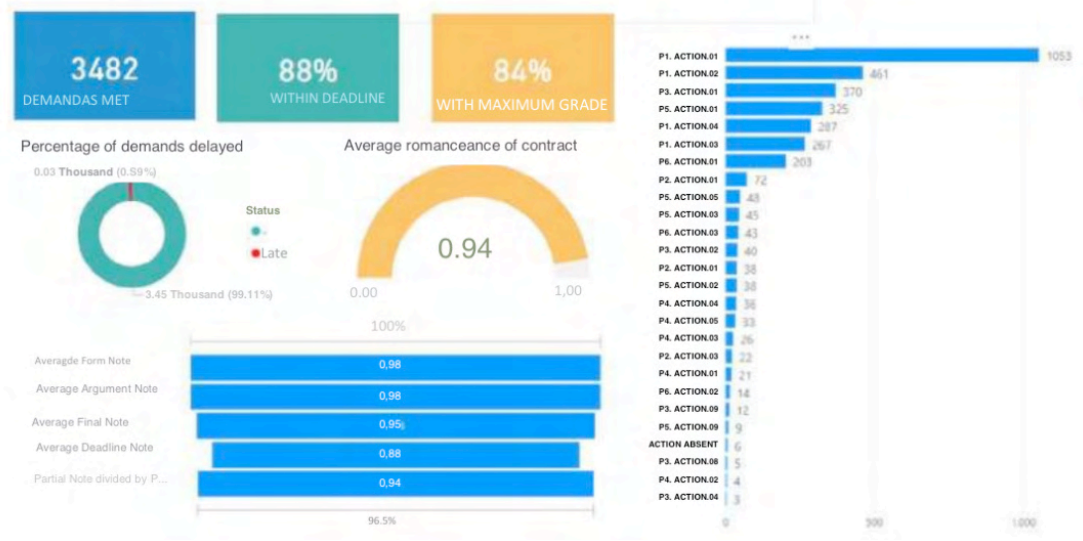 3482
DEMANDAS MET
88%
WITHIN DEADLINE
84%
WITH MAXIMUM GRADE
Percentage of demands delayed
0.03 Thousand (0.S9%)
3.45 Thousand (99.11%)
Status
Late
Average romanceance of contract
0.94
0.00
1,00
100%
Averagde Form Note 0,98
Average Argument Note 0,98
Average Final Note 0,95
Average Deadline Note 0,88
Partial Note divided by P... 0,94
96.5%
P1. ACTION.01 1053
P1. ACTION.02 461
P3. ACTION.01 370
P5. ACTION.01 325
P1. ACTION.04 287
P1. ACTION.03 267
P6. ACTION.01 203
P2. ACTION.01 72
P5. ACTION.05 48
P5. ACTION.03 45
P6. ACTION.03 43
P3. ACTION.02 40
P2. ACTION.01 38
P5. ACTION.02 38
P4. ACTION.04 36
P4. ACTION.05 33
P4. ACTION.03 26
P2. ACTION.03 22
P4. ACTION.01 21
P6. ACTION.02 14
P3. ACTION.09 12
P5. ACTION.09 9
ACTION ABSENT 6
P3. ACTION.08 5
P4. ACTION.02 4
P3. ACTION.04 3
0 500 1.000